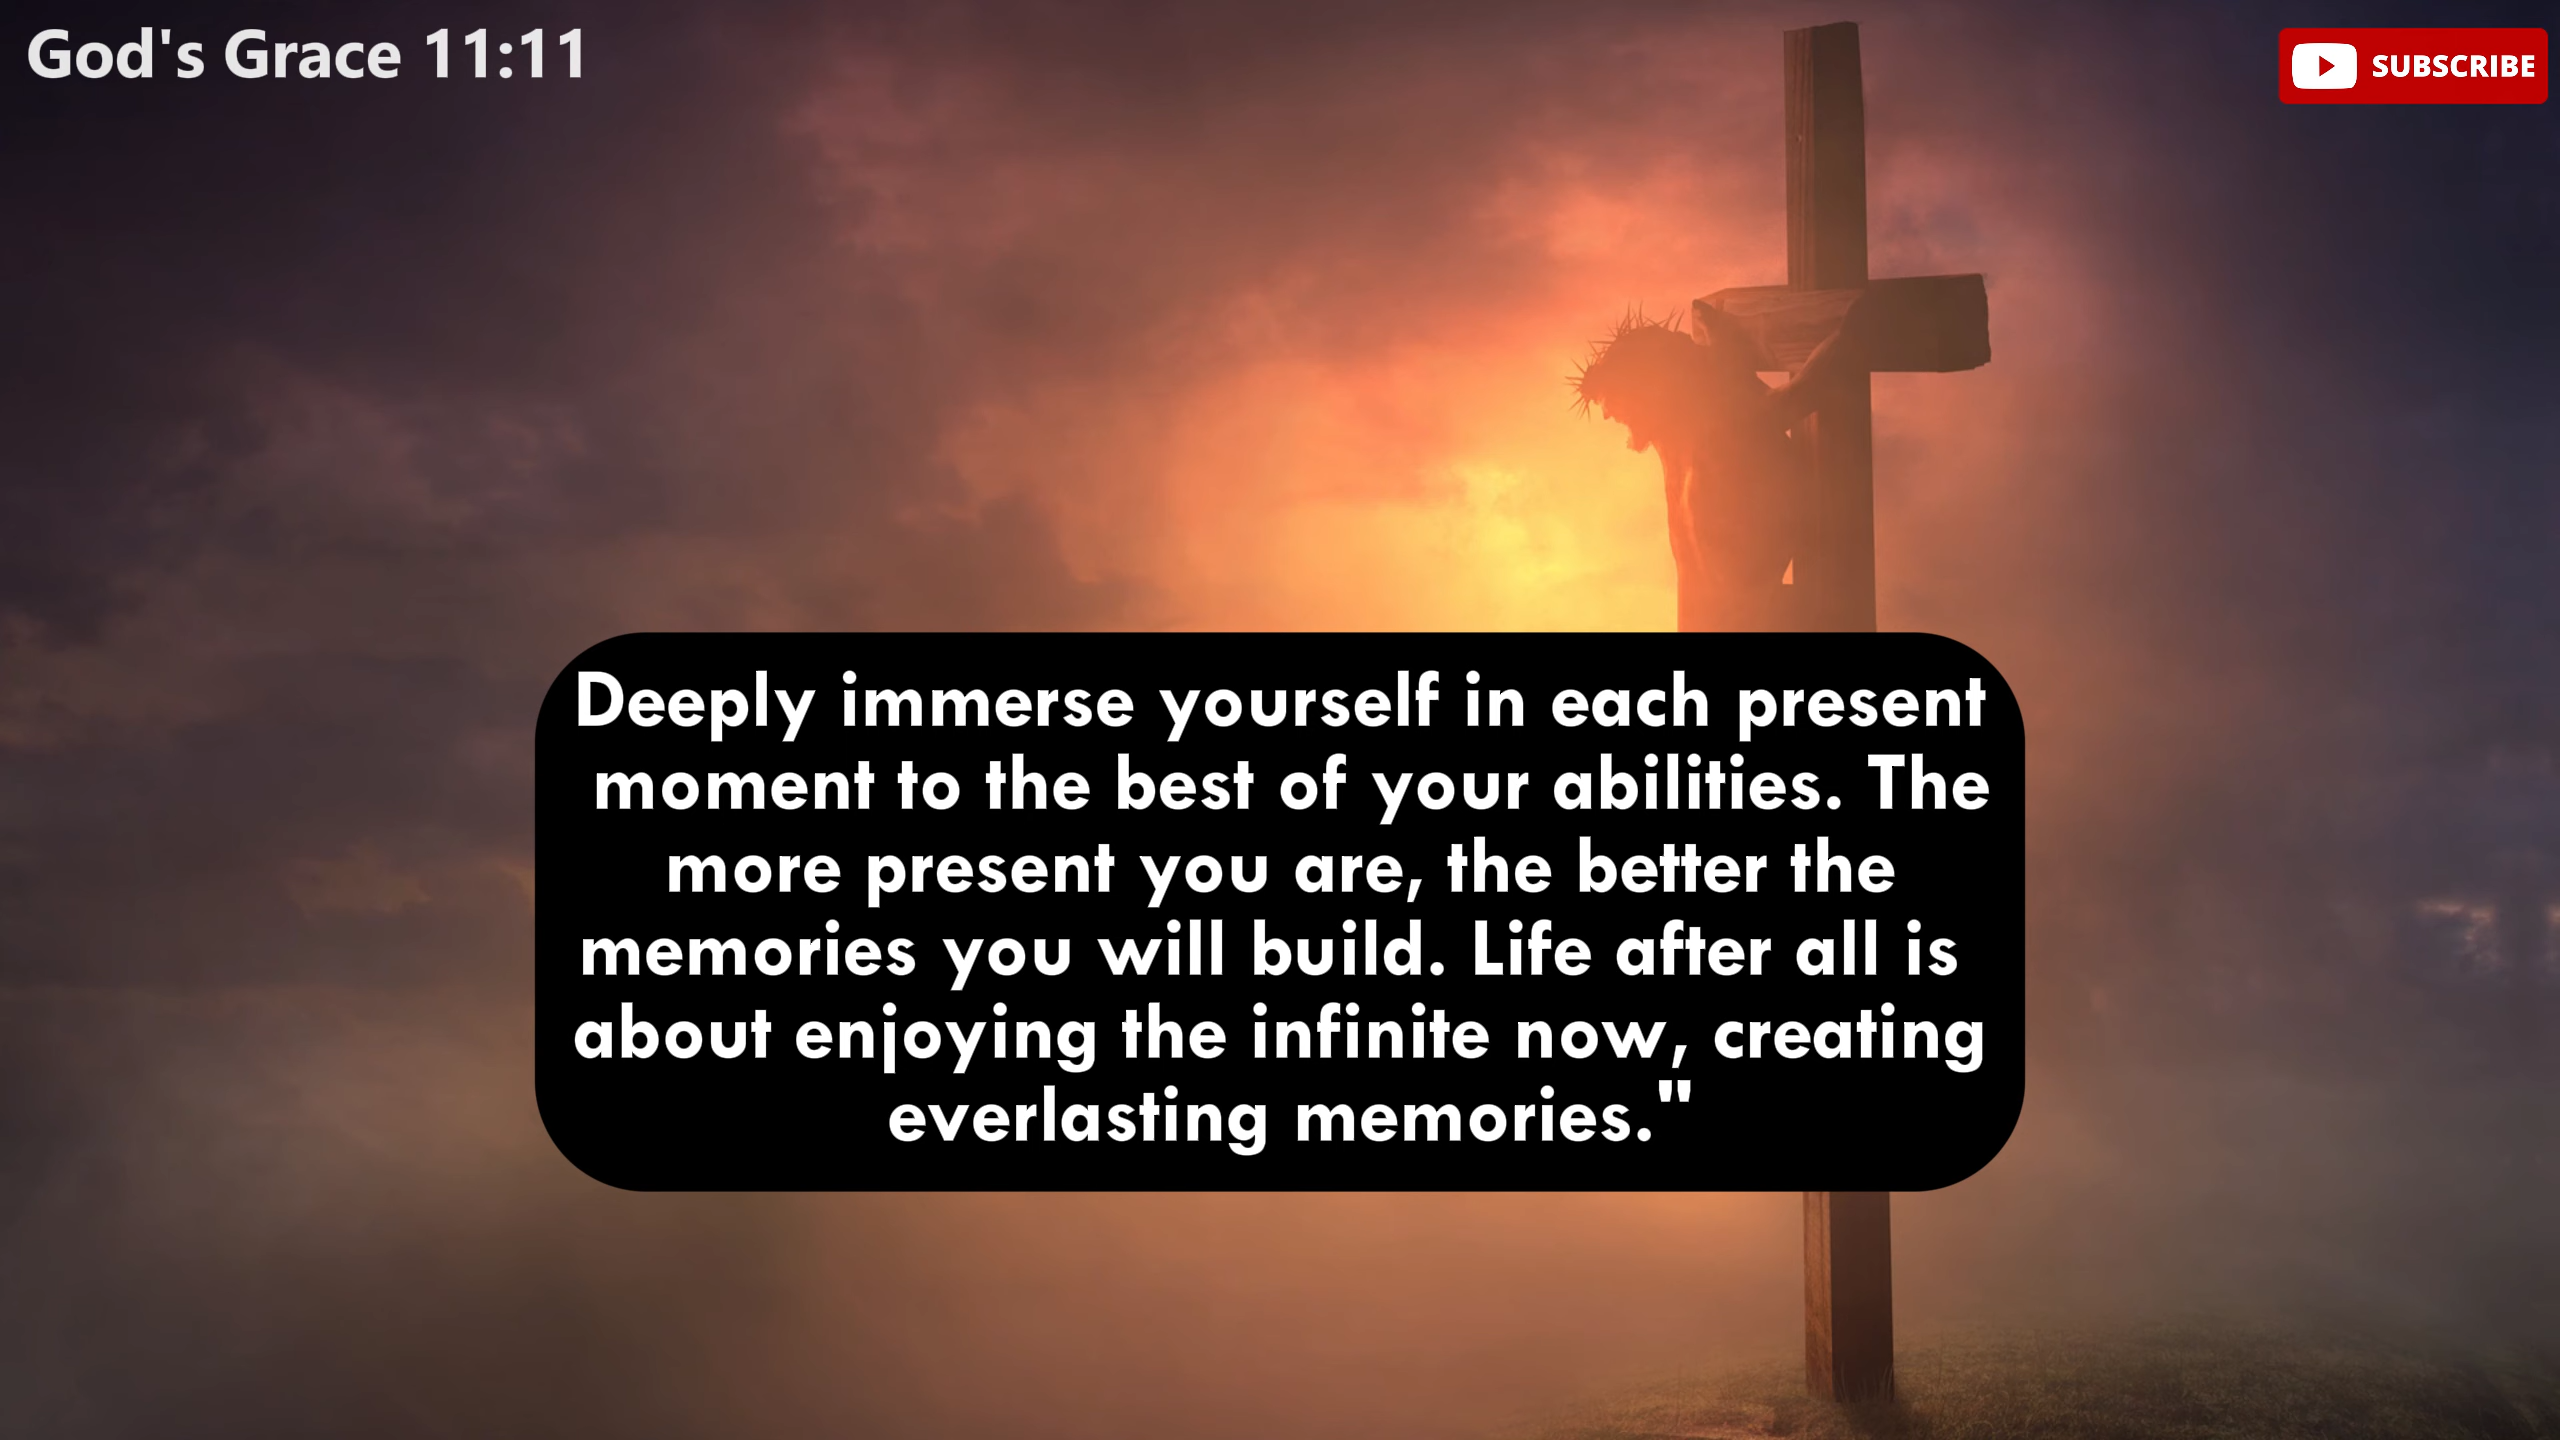 God's Grace 11:11
SUBSCRIBE
Deeply immerse yourself in each present
moment to the best of your abilities. The
more present you are, the better the
memories you will build. Life after all is
about enjoying the infinite now, creating
everlasting memories."